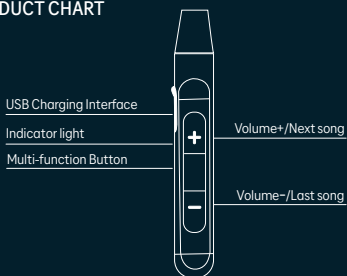 DUCT CHART
USB Charging Interface
Indicator light
Multi-function Button
+
Volume+/Next song
−
Volume−/Last song